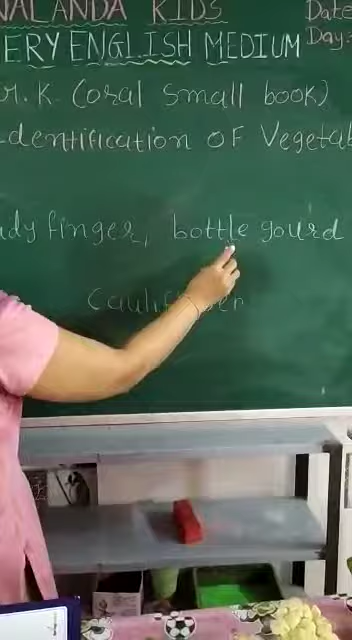 NALANDA KIDS Date
ERY ENGLISH MEDIUM Day:
K. (oral small book)
dentification OF Vegetab
dy finger, bottle gourd